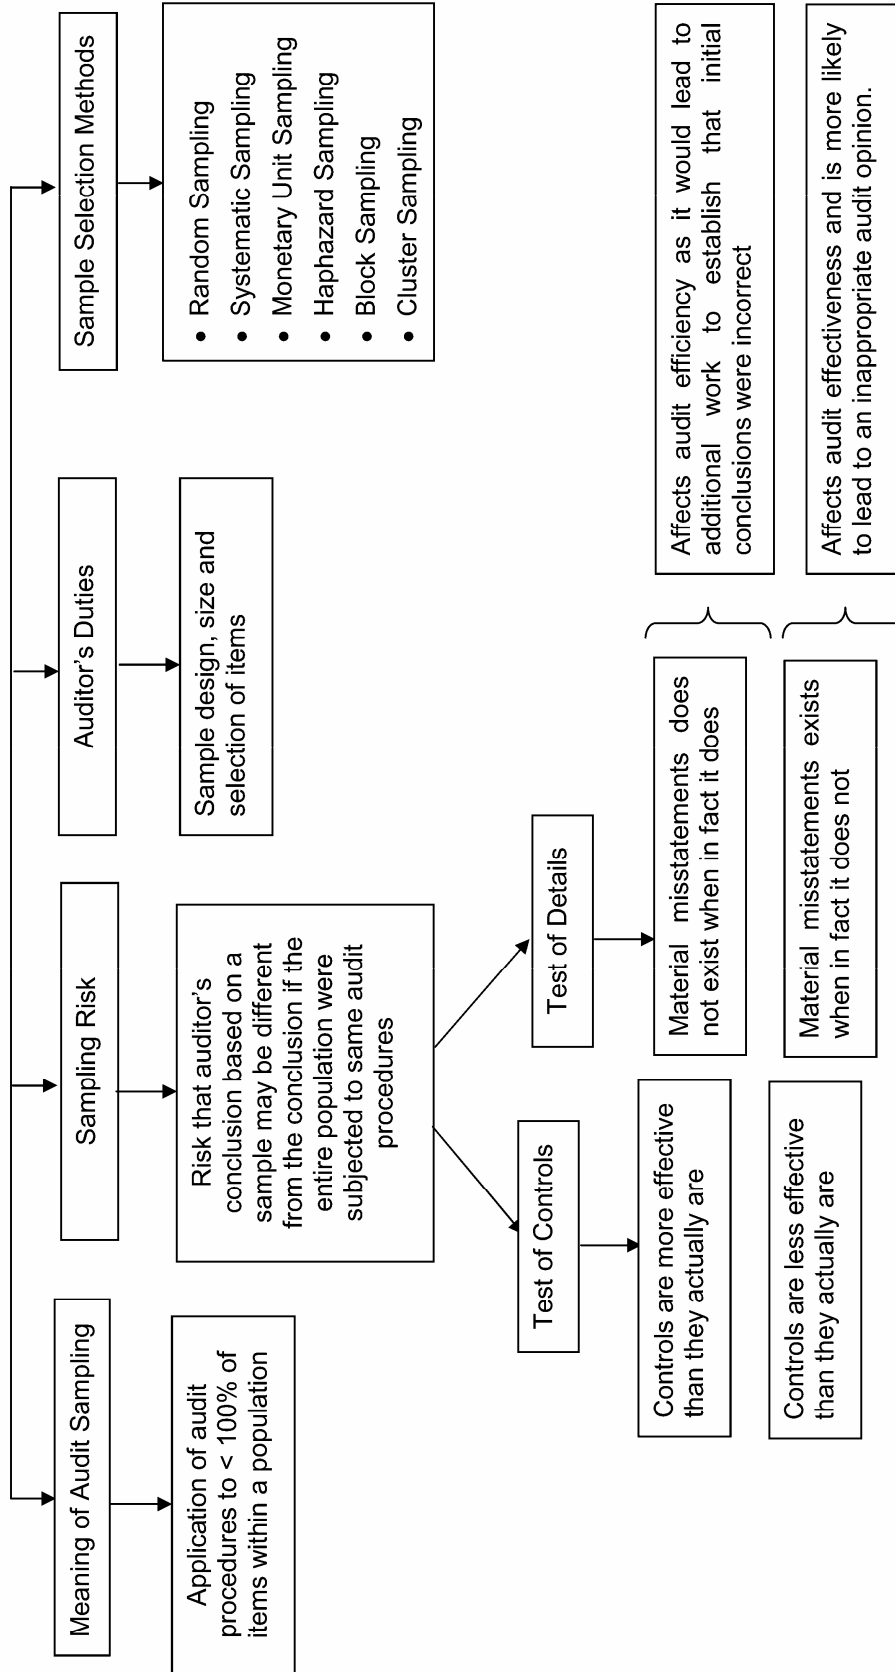 Meaning of Audit Sampling
Application of audit
procedures to < 100% of
items within a population
Sampling Risk
Risk that auditor's
conclusion based on a
sample may be different
from the conclusion if the
entire population were
subjected to same audit
procedures
Auditor's Duties
Sample design, size and
selection of items
Sample Selection Methods
• Random Sampling
• Systematic Sampling
• Monetary Unit Sampling
• Haphazard Sampling
• Block Sampling
• Cluster Sampling
Test of Controls
Test of Details
Controls are more effective
than they actually are
Material misstatements does
not exist when in fact it does
Affects audit efficiency as it would lead to
additional work to establish that initial
conclusions were incorrect
Controls are less effective
than they actually are
Material misstatements exists
when in fact it does not
Affects audit effectiveness and is more likely
to lead to an inappropriate audit opinion.